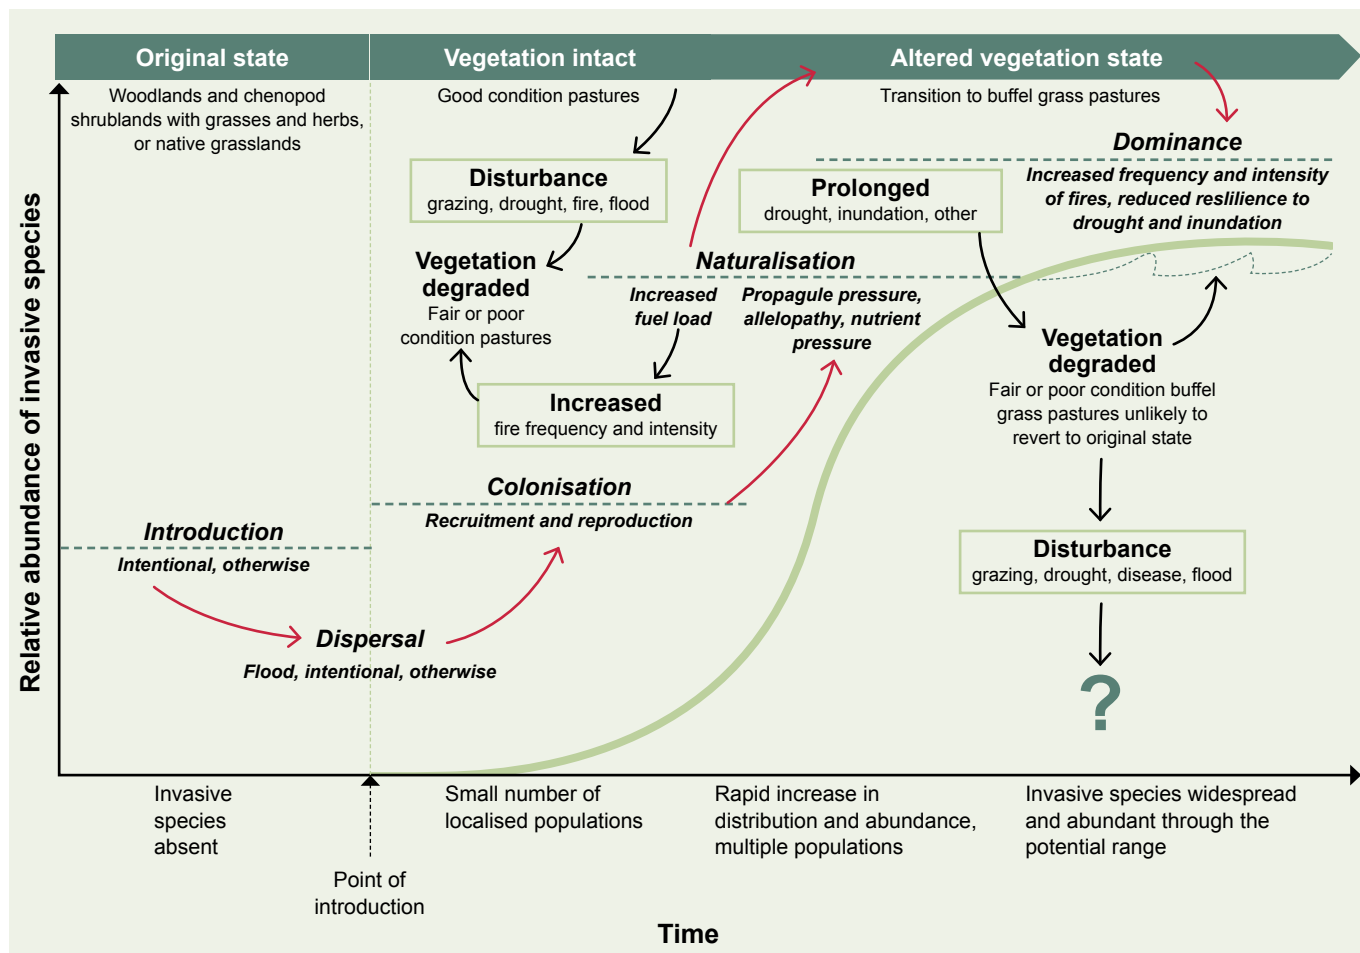 Original state
Vegetation intact
Altered vegetation state
Woodlands and chenopod
shrublands with grasses and herbs,
or native grasslands
Good condition pastures
Transition to buffel grass pastures
Disturbance
grazing, drought, fire, flood
Vegetation
degraded
Fair or poor
condition pastures
Increased
fire frequency and intensity
Naturalisation
Increased
fuel load
Propagule pressure,
allelopathy, nutrient
pressure
Prolonged
drought, inundation, other
Dominance
Increased frequency and intensity
of fires, reduced reslilience to
drought and inundation
Vegetation
degraded
Fair or poor condition buffel
grass pastures unlikely to
revert to original state
Disturbance
grazing, drought, disease, flood
?
Colonisation
Recruitment and reproduction
Introduction
Intentional, otherwise
Dispersal
Flood, intentional, otherwise
Relative abundance of invasive species
Invasive
species
absent
Point of
introduction
Small number of
localised populations
Rapid increase in
distribution and abundance,
multiple populations
Invasive species widespread
and abundant through the
potential range
Time